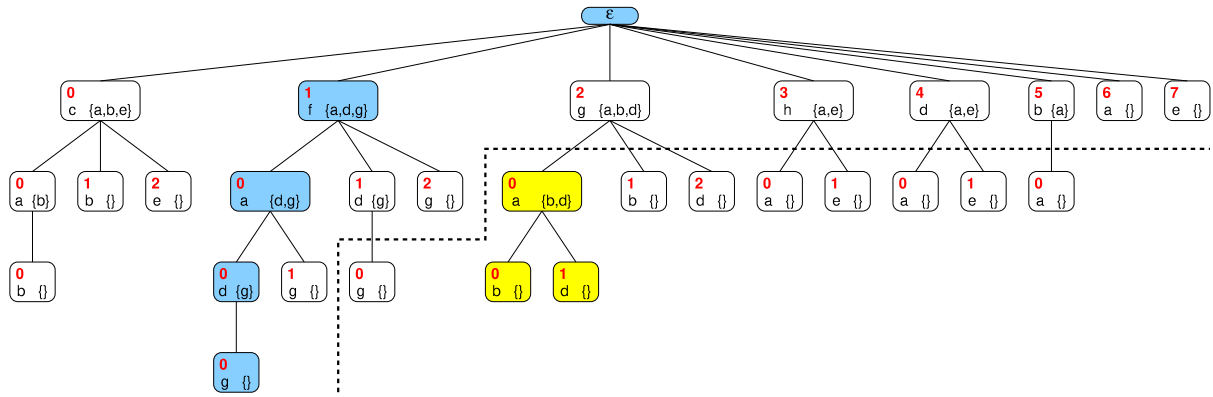 ε
0 1 2 3 4 5 6 7
c {a,b,e} f {a,d,g} g {a,b,d} h {a,e} d {a,e} b {a} a {} e {}
0 1 2 0 1 2 0 1 2 0 1 0 1 0
a {b} b {} e {} a {d,g} d {g} g {} a {b,d} b {} d {} a {} e {} a {} e {} a {}
0 0 1 0 0 1
b {} d {g} g {} g {} b {} d {}
0
g {}